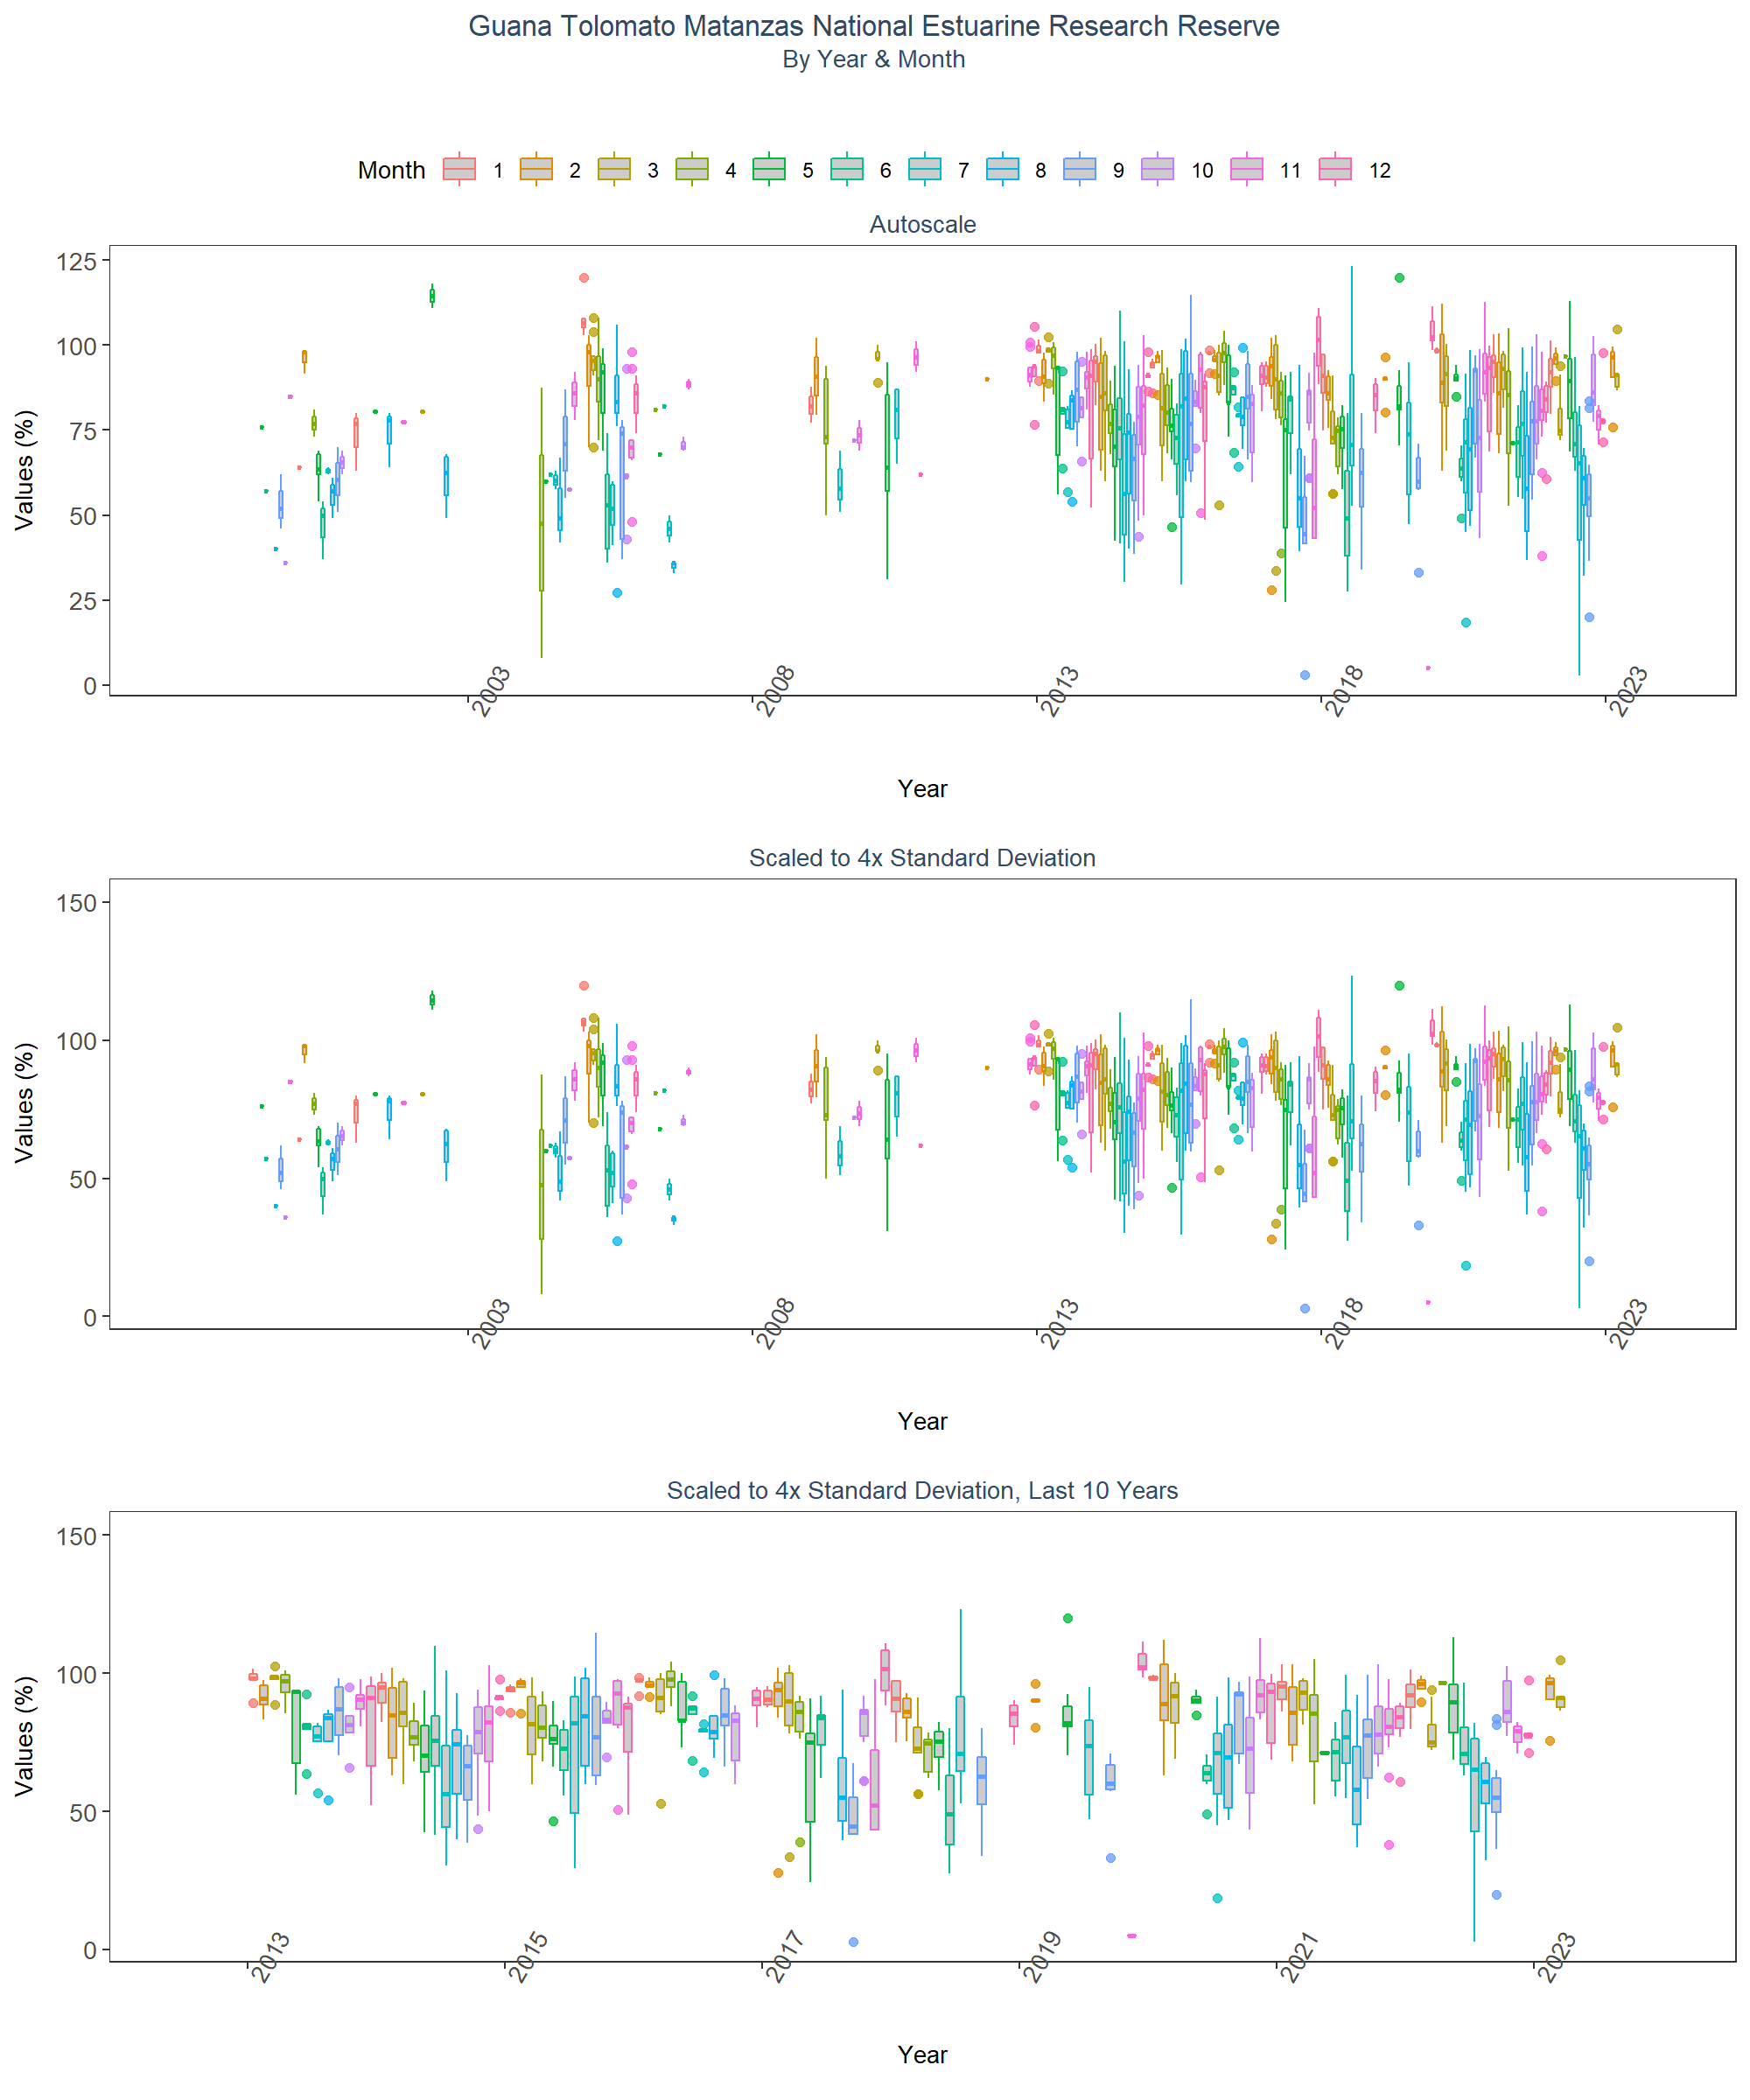 Guana Tolomato Matanzas National Estuarine Research Reserve
By Year & Month
Month 1 2 3 4 5 6 7 8 9 10 11 12
Autoscale
Values (%)
125
100
75
50
25
0
2003 2008 2013 2018 2023
Year
Scaled to 4x Standard Deviation
Values (%)
150
100
50
0
2003 2008 2013 2018 2023
Year
Scaled to 4x Standard Deviation, Last 10 Years
Values (%)
150
100
50
0
2013 2015 2017 2019 2021 2023
Year